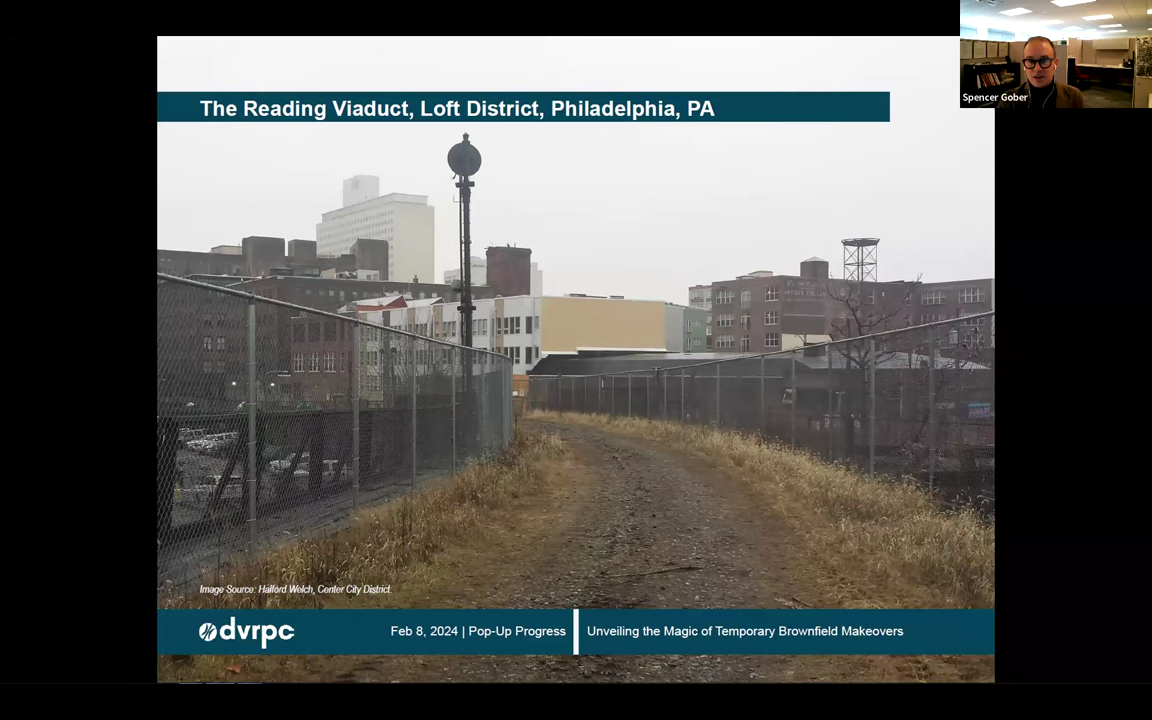 The Reading Viaduct, Loft District, Philadelphia, PA
Spencer Gober
Image Source: Halford Welch, Center City District.
dvrpc
Feb 8, 2024 | Pop-Up Progress
Unveiling the Magic of Temporary Brownfield Makeovers